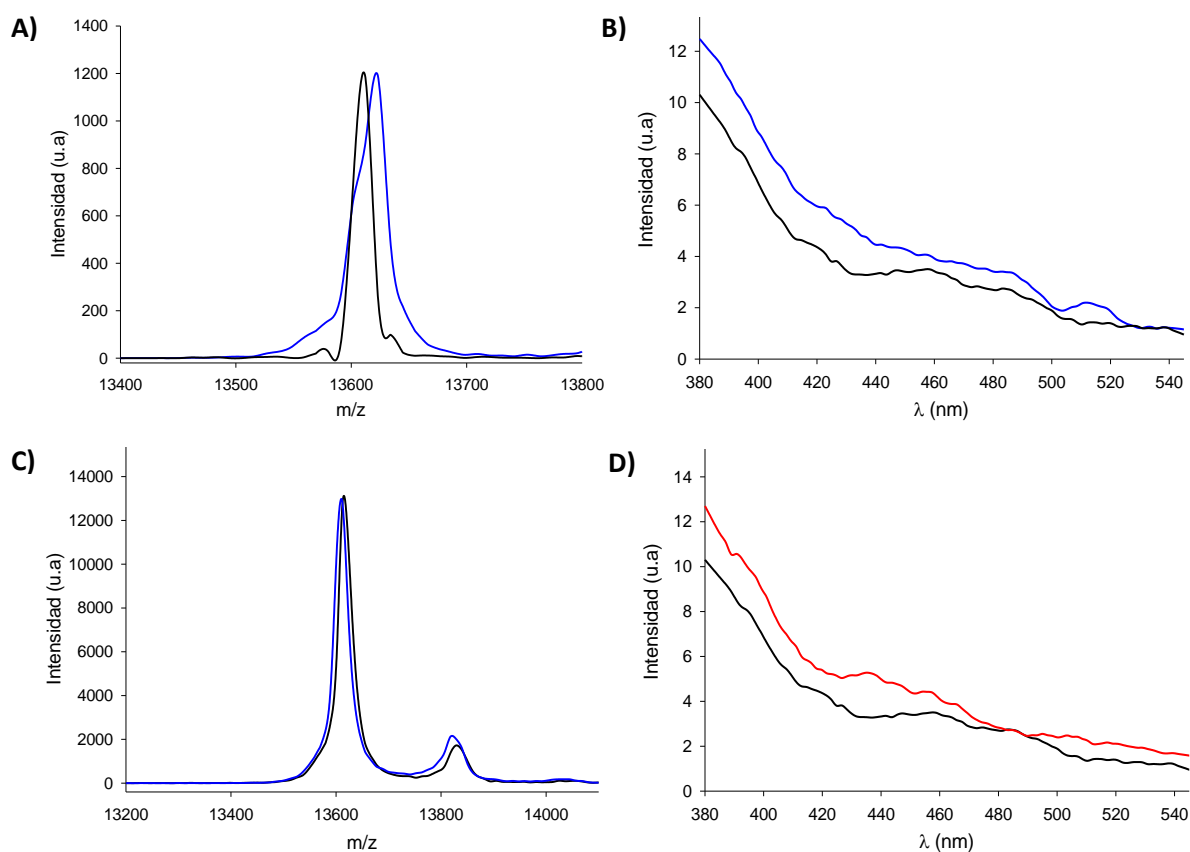 A)
Intensidad (u.a)
1400
1200
1000
800
600
400
200
0
13400 13500 13600 13700 13800
m/z
B)
Intensidad (u.a)
12
10
8
6
4
2
0
380 400 420 440 460 480 500 520 540
λ (nm)
C)
Intensidad (u.a)
14000
12000
10000
8000
6000
4000
2000
0
13200 13400 13600 13800 14000
m/z
D)
Intensidad (u.a)
14
12
10
8
6
4
2
0
380 400 420 440 460 480 500 520 540
λ (nm)